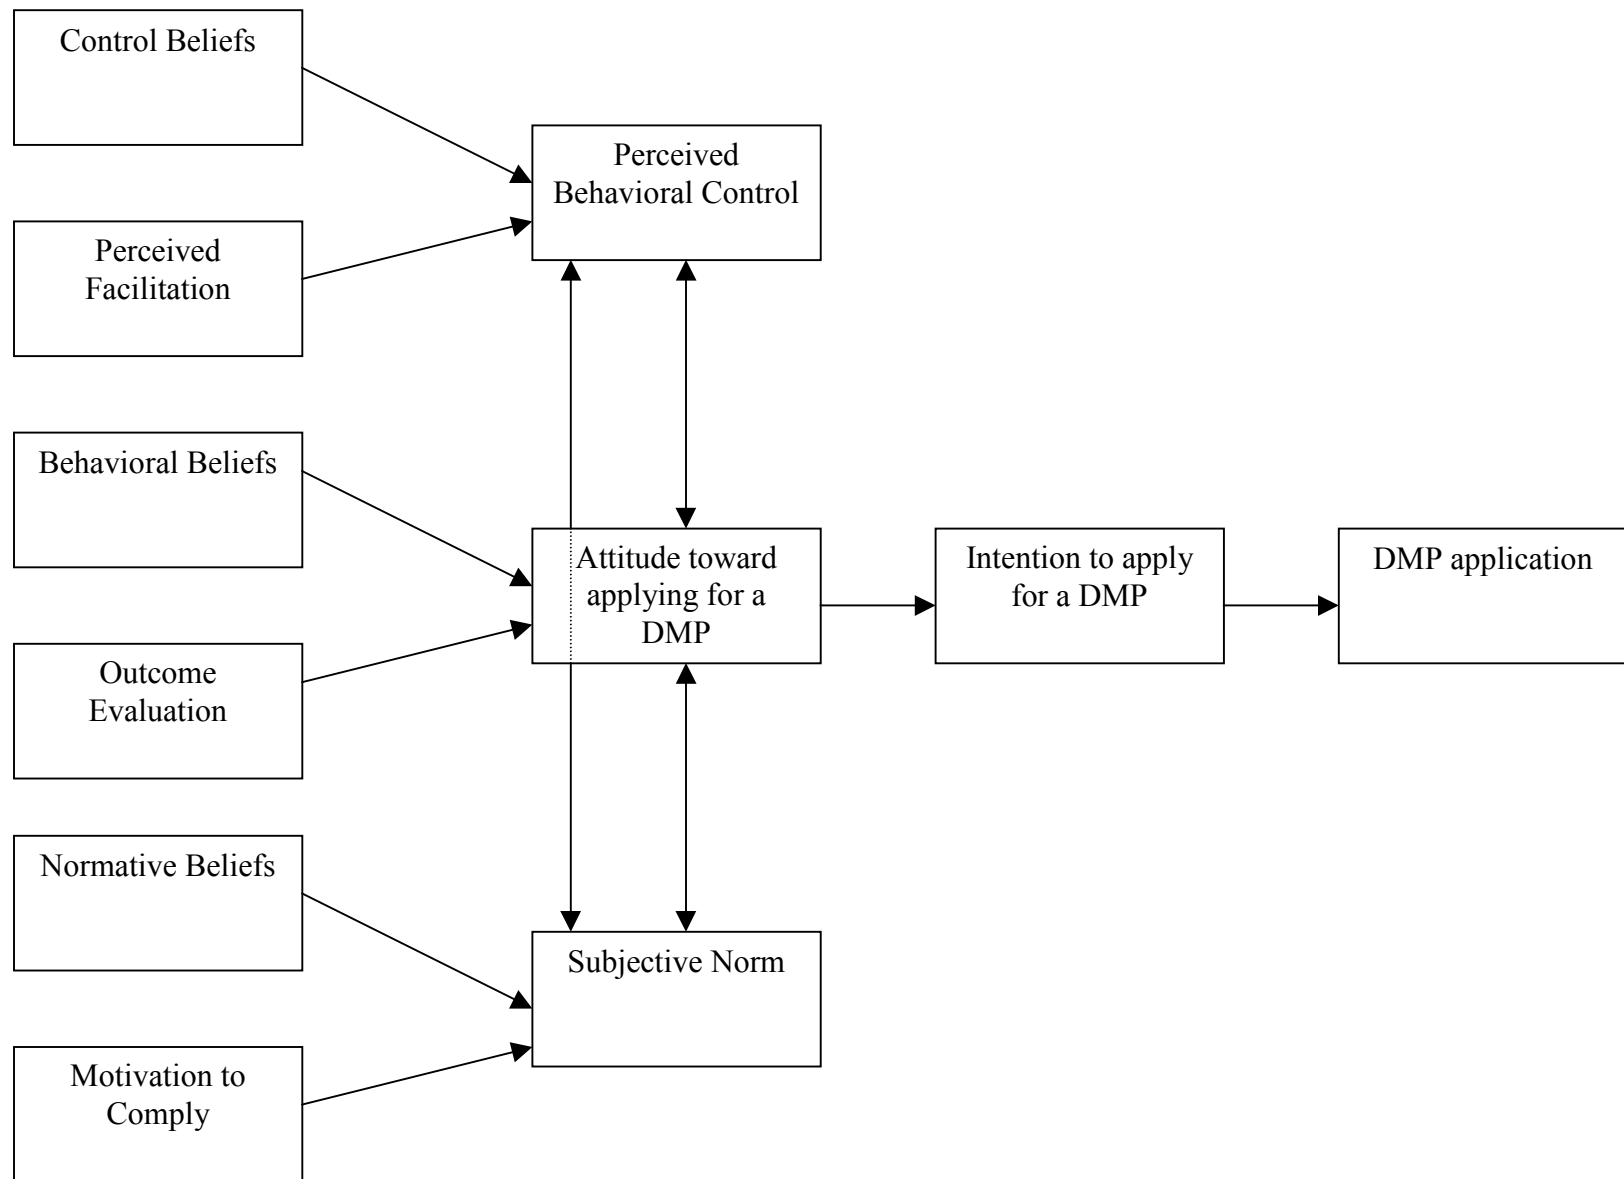 Control Beliefs
Perceived
Behavioral Control
Perceived
Facilitation
Behavioral Beliefs
Attitude toward
applying for a
DMP
Intention to apply
for a DMP
DMP application
Outcome
Evaluation
Normative Beliefs
Subjective Norm
Motivation to
Comply